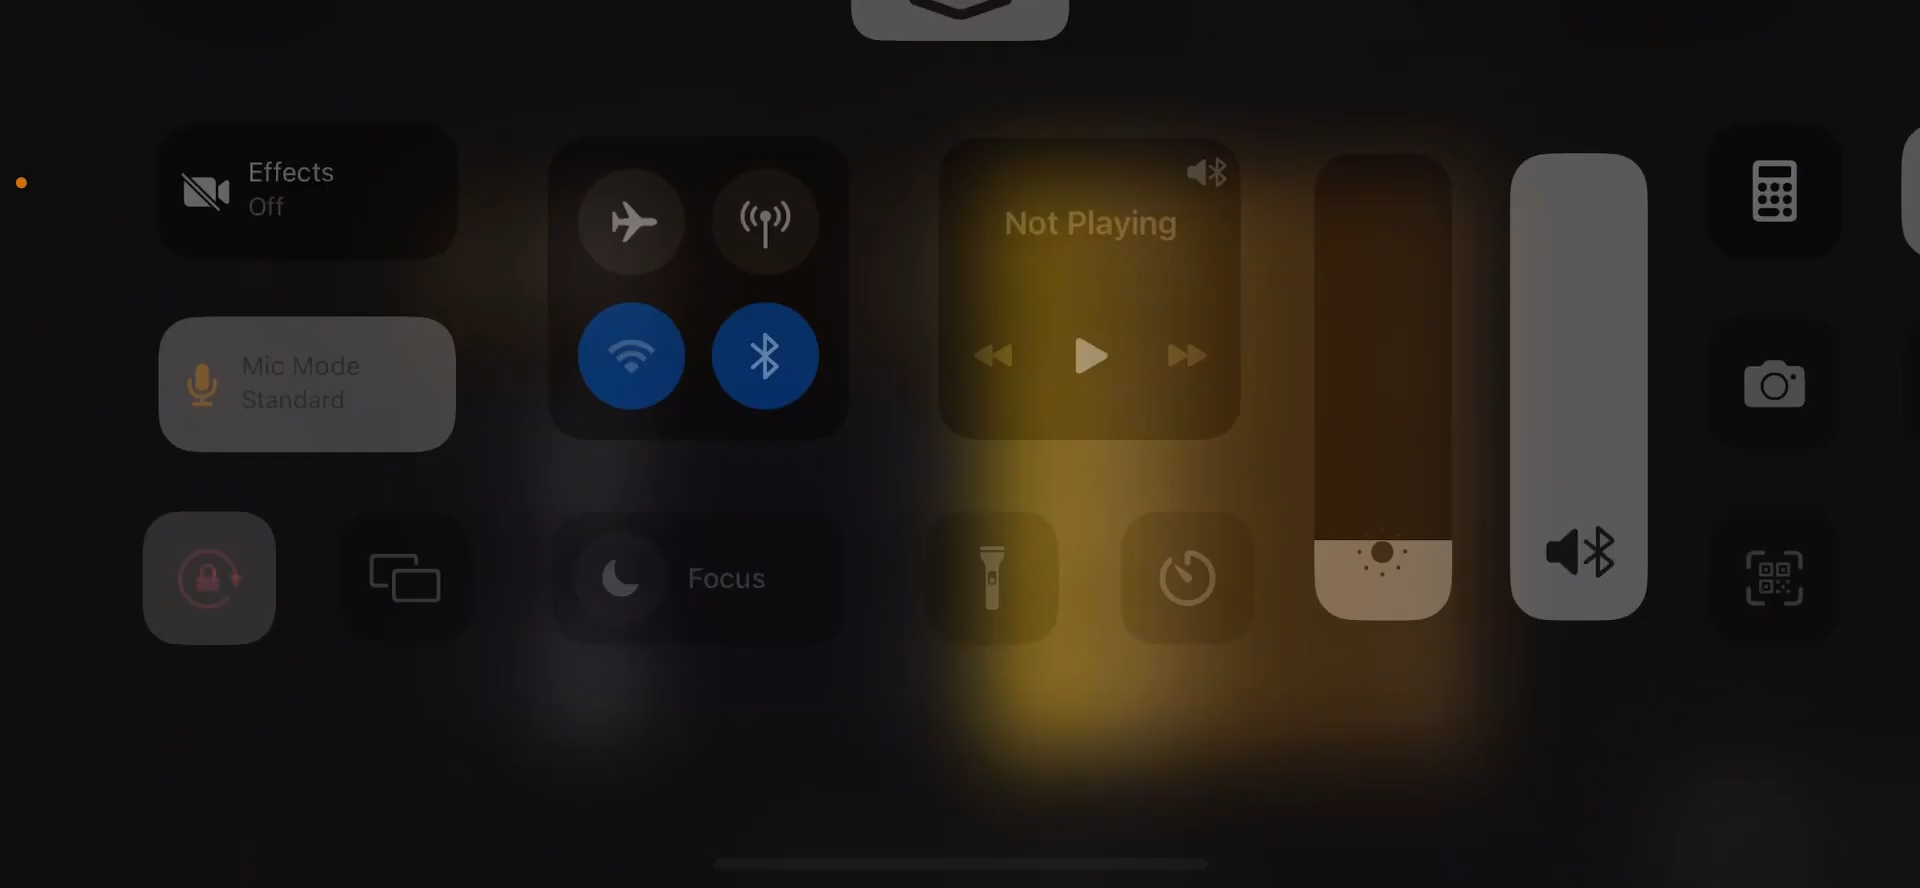 Effects
Off
Not Playing
Mic Mode
Standard
Focus